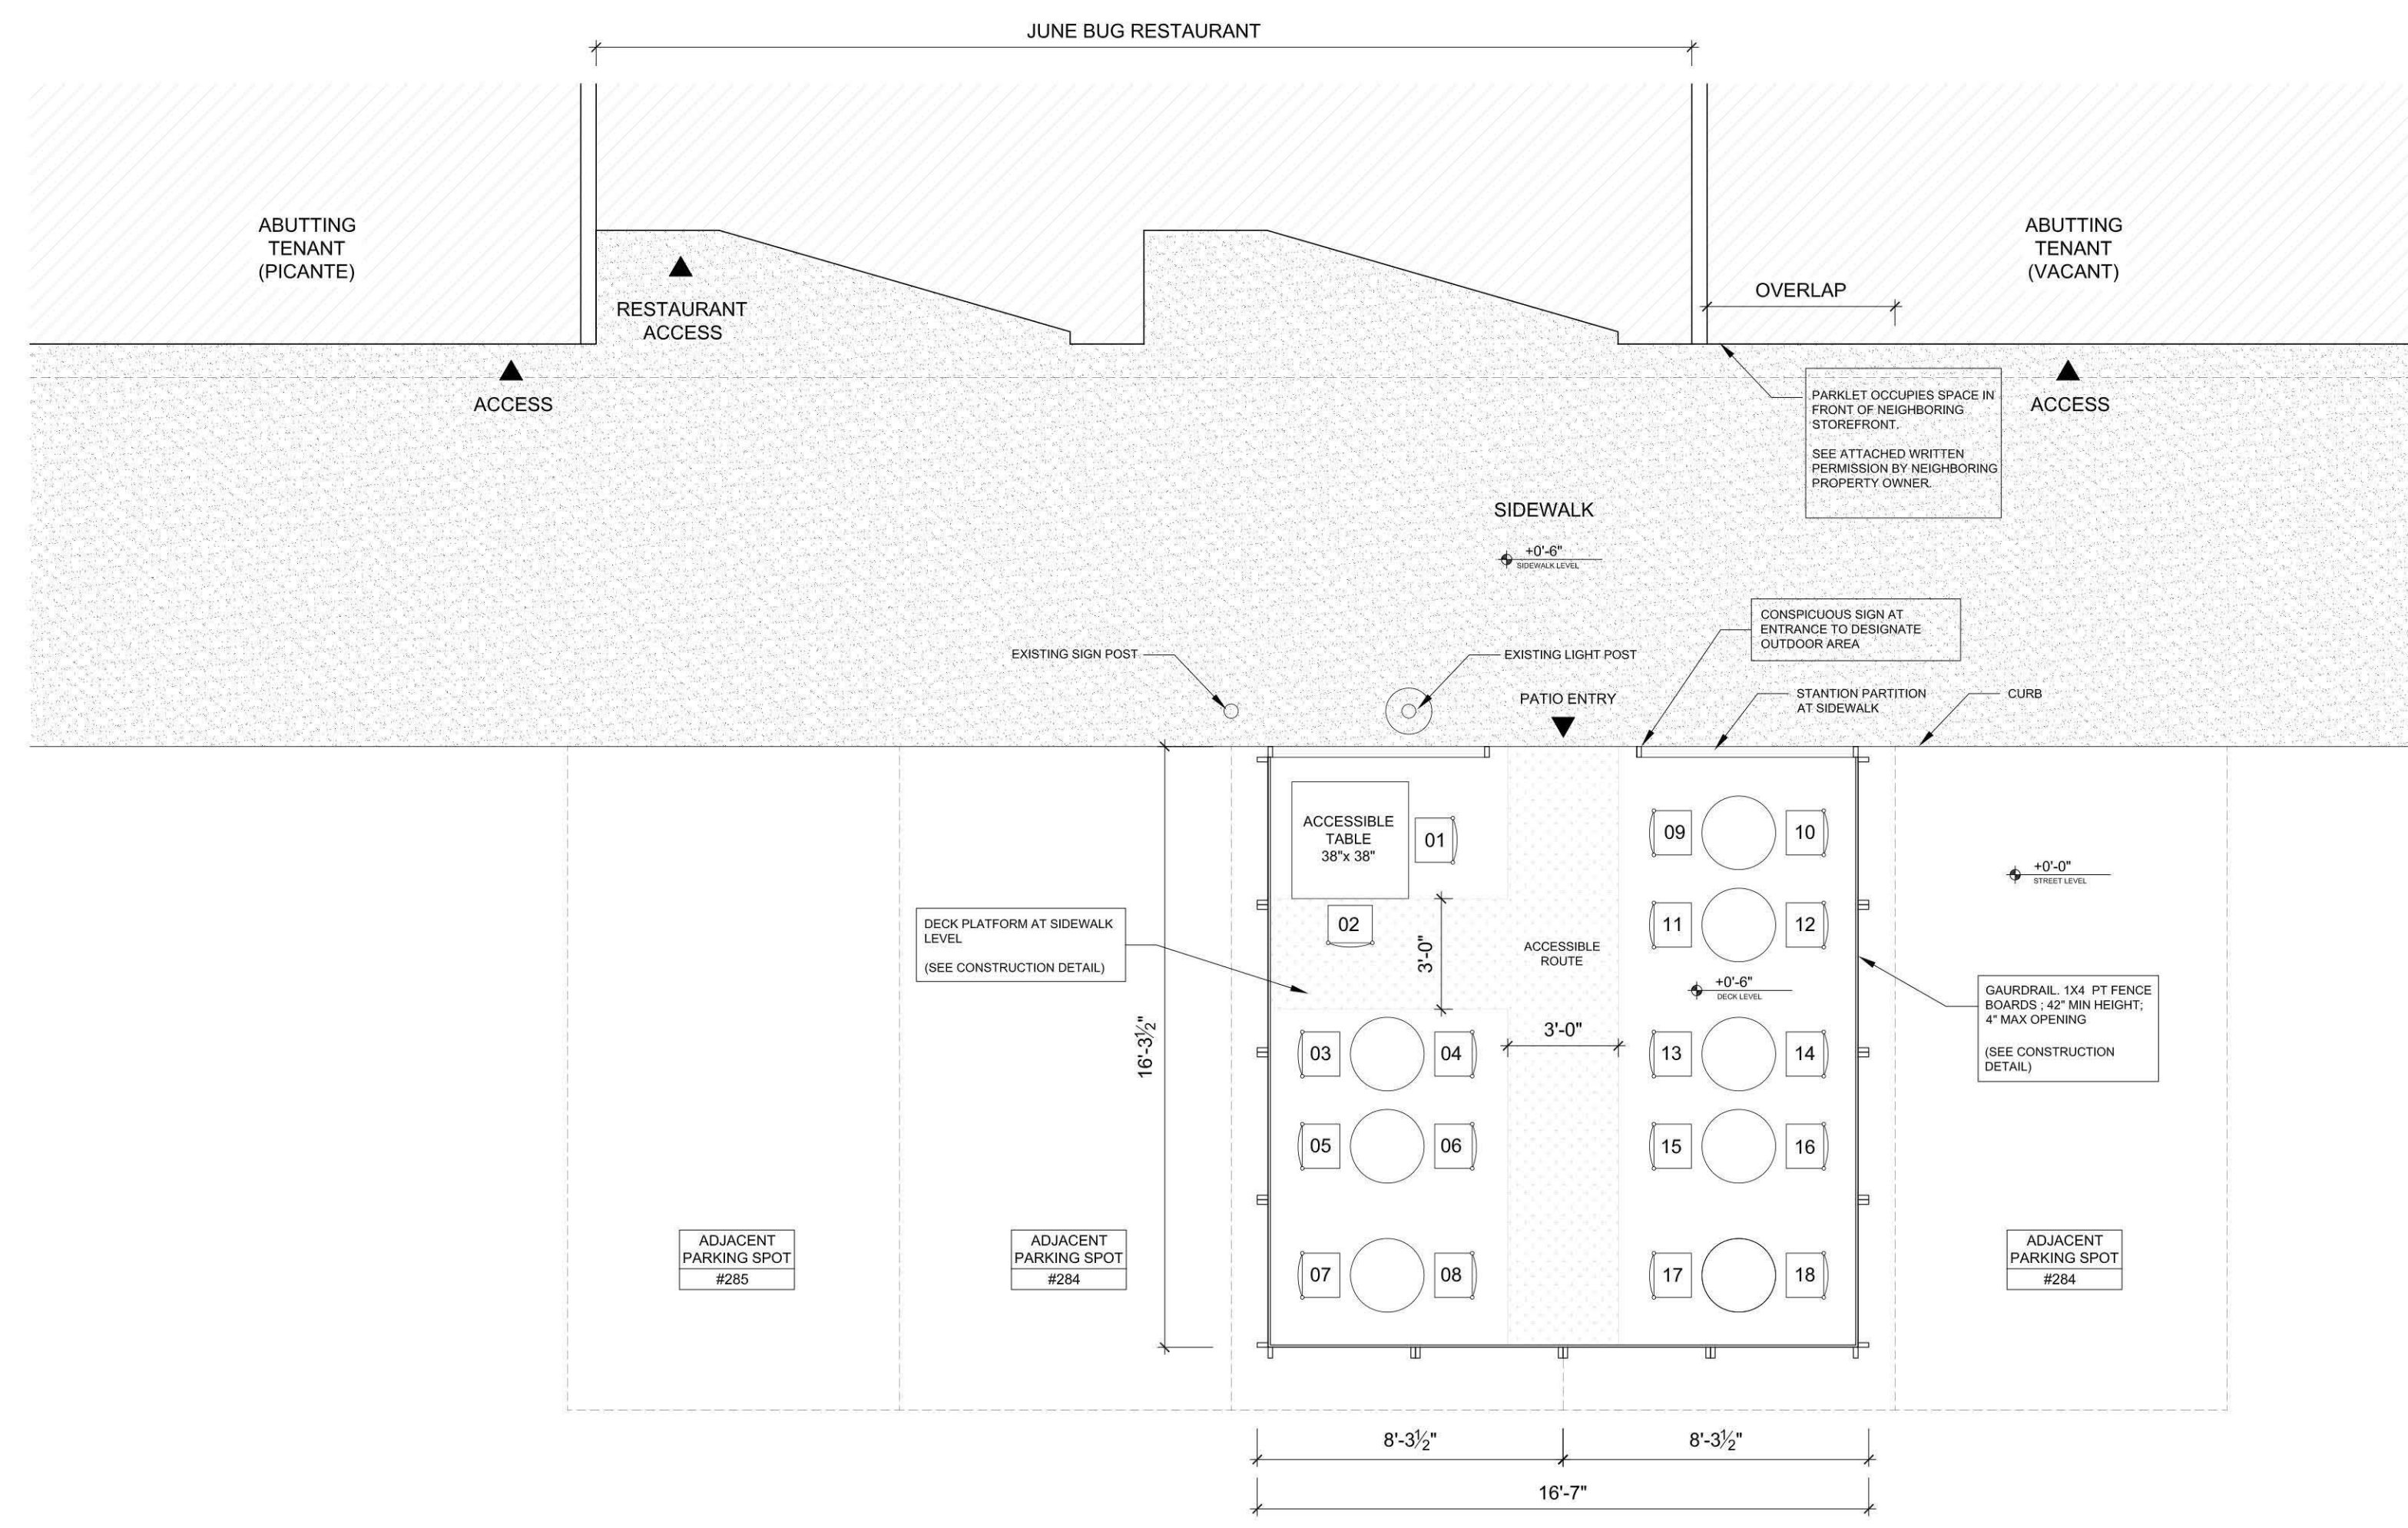 JUNE BUG RESTAURANT
ABUTTING
TENANT
(PICANTE)
RESTAURANT
ACCESS
ACCESS
OVERLAP
ABUTTING
TENANT
(VACANT)
ACCESS
PARKLET OCCUPIES SPACE IN
FRONT OF NEIGHBORING
STOREFRONT.
SEE ATTACHED WRITTEN
PERMISSION BY NEIGHBORING
PROPERTY OWNER.
SIDEWALK
+0'-6"
SIDEWALK LEVEL
CONSPICUOUS SIGN AT
ENTRANCE TO DESIGNATE
OUTDOOR AREA
EXISTING SIGN POST
EXISTING LIGHT POST
PATIO ENTRY
STANTION PARTITION
AT SIDEWALK
CURB
ACCESSIBLE
TABLE
38"x 38"
01
02
09
10
11
12
+0'-0"
STREET LEVEL
DECK PLATFORM AT SIDEWALK
LEVEL
(SEE CONSTRUCTION DETAIL)
3'-0"
ACCESSIBLE
ROUTE
+0'-6"
DECK LEVEL
GAURDRAIL. 1X4 PT FENCE
BOARDS ; 42" MIN HEIGHT;
4" MAX OPENING
(SEE CONSTRUCTION
DETAIL)
16'-3½"
3'-0"
03
04
13
14
05
06
15
16
07
08
17
18
ADJACENT
PARKING SPOT
#285
ADJACENT
PARKING SPOT
#284
ADJACENT
PARKING SPOT
#284
8'-3½"
8'-3½"
16'-7"